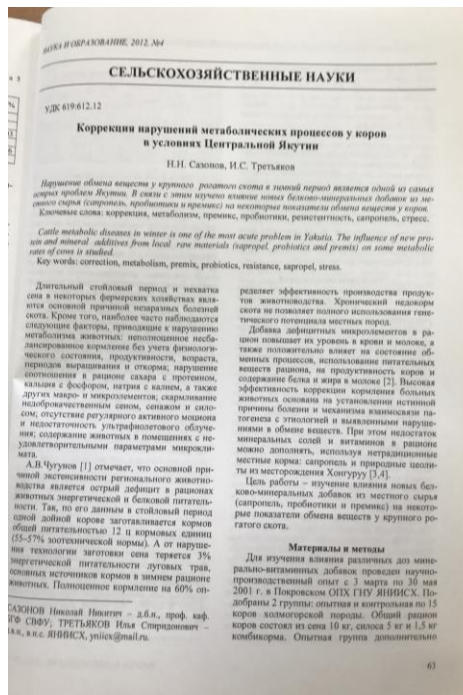 НАУКА И ОБРАЗОВАНИЕ, 2012, №4
СЕЛЬСКОХОЗЯЙСТВЕННЫЕ НАУКИ
УДК 619:612.12
Коррекция нарушений метаболических процессов у коров
в условиях Центральной Якутии
Н.Н. Сазонов, И.С. Третьяков
Нарушение обмена веществ у крупного рогатого скота в зимний период является одной из самых
острых проблем Якутии. В связи с этим изучено влияние новых белково-минеральных добавок из ме-
стного сырья (сапропель, пробиотики и премикс) на некоторые показатели обмена веществ у коров.
Ключевые слова: коррекция, метаболизм, премикс, пробиотики, резистентность, сапропель, стресс.
Cattle metabolic diseases in winter is one of the most acute problem in Yakutia. The influence of new pro-
tein and mineral additives from local raw materials (sapropel, probiotics and premix) on some metabolic
rates of cows is studied.
Key words: correction, metabolism, premix, probiotics, resistance, sapropel, stress.
Длительный стойловый период и нехватка
сена в некоторых фермерских хозяйствах явля-
ются основной причиной незаразных болезней
скота. Кроме того, наиболее часто наблюдаются
следующие факторы, приводящие к нарушению
метаболизма животных: неполноценное несба-
лансированное кормление без учета физиологи-
ческого состояния, продуктивности, возраста,
периодов выращивания и откорма; нарушение
соотношения в рационе сахара с протеином,
кальция с фосфором, натрия с калием, а также
других макро- и микроэлементов; скармливание
недоброкачественным сеном, сенажом и сило-
сом; отсутствие регулярного активного моциона
и недостаточность ультрафиолетового облуче-
ния; содержание животных в помещениях с не-
удовлетворительными параметрами микрокли-
мата.
А.В.Чугунов [1] отмечает, что основной при-
чиной экстенсивности регионального животно-
водства является острый дефицит в рационах
животных энергетической и белковой питатель-
ности. Так, по его данным в стойловый период
одной дойной корове заготавливается кормов
общей питательностью 12 ц кормовых единиц
(55–57% зоотехнической нормы). А от наруше-
ния технологии заготовки сена теряется 3%
энергетической питательности луговых трав,
основных источников кормов в зимнем рационе
животных. Полноценное кормление на 60% оп-
САЗОНОВ Николай Никитич – д.б.н., проф. каф.
БГФ СВФУ; ТРЕТЬЯКОВ Илья Спиридонович –
к.в.н., в.н.с. ЯНИИСХ, yniicx@mail.ru.
ределяет эффективность производства продук-
тов животноводства. Хронический недокорм
скота не позволяет полного использования гене-
тического потенциала местных пород.
Добавка дефицитных микроэлементов в ра-
цион повышает их уровень в крови и молоке, а
также положительно влияет на состояние об-
менных процессов, использование питательных
веществ рациона, на продуктивность коров и
содержание белка и жира в молоке [2]. Высокая
эффективность коррекции кормления больных
животных основана на установлении истинной
причины болезни и механизма взаимосвязи па-
тогенеза с этиологией и выявленными наруше-
ниями в обмене веществ. При этом недостаток
минеральных солей и витаминов в рационе
можно дополнить, используя нетрадиционные
местные корма: сапропель и природные цеоли-
ты из месторождения Хонгуруу [3,4].
Цель работы – изучение влияния новых бел-
ково-минеральных добавок из местного сырья
(сапропель, пробиотики и премикс) на некото-
рые показатели обмена веществ у крупного ро-
гатого скота.
Материалы и методы
Для изучения влияния различных доз мине-
рально-витаминных добавок проведен научно-
производственный опыт с 3 марта по 30 мая
2001 г. в Покровском ОПХ ГНУ ЯНИИСХ. По-
добраны 2 группы: опытная и контрольная по 15
коров холмогорской породы. Общий рацион
коров состоял из сена 10 кг, силоса 5 кг и 1,5 кг
комбикорма. Опытная группа дополнительно
63